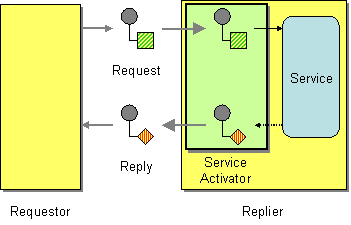 Request
Service
Reply
Service
Activator
Requestor
Replier